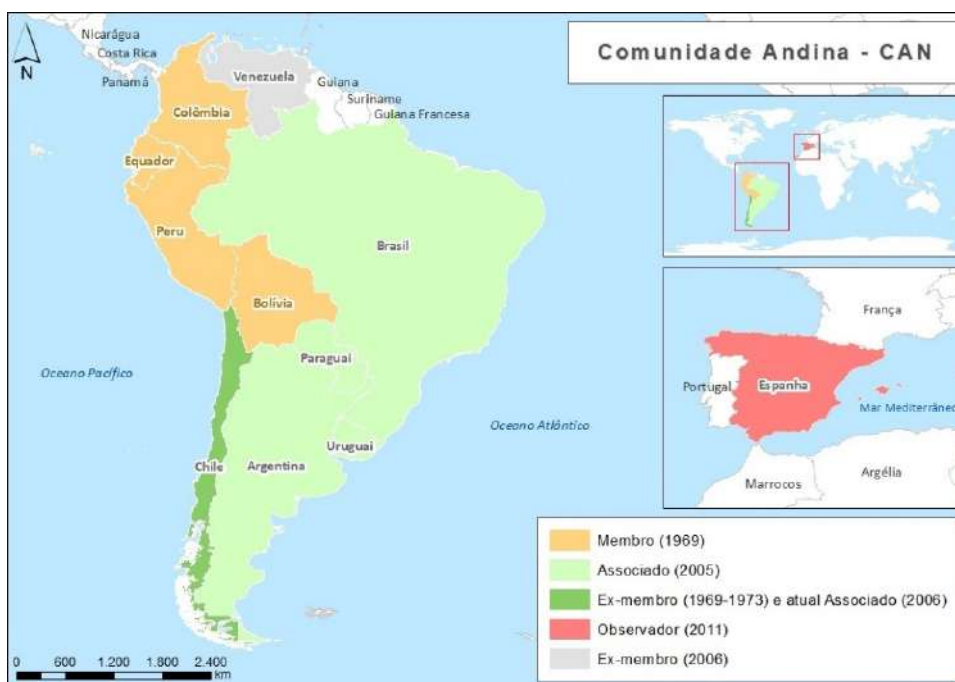 Comunidade Andina - CAN
Nicarágua
Costa Rica
Panamá
N
Venezuela
Guiana
Suriname
Guiana Francesa
Colômbia
Equador
Peru
Brasil
Bolívia
Paraguai
Oceano Pacífico
Oceano Atlântico
Uruguai
Chile
Argentina
França
Portugal
Espanha
Mar Mediterrâneo
Marrocos
Argélia
Membro (1969)
Associado (2005)
Ex-membro (1969-1973) e atual Associado (2006)
Observador (2011)
Ex-membro (2006)
0 600 1.200 1.800 2.400
km